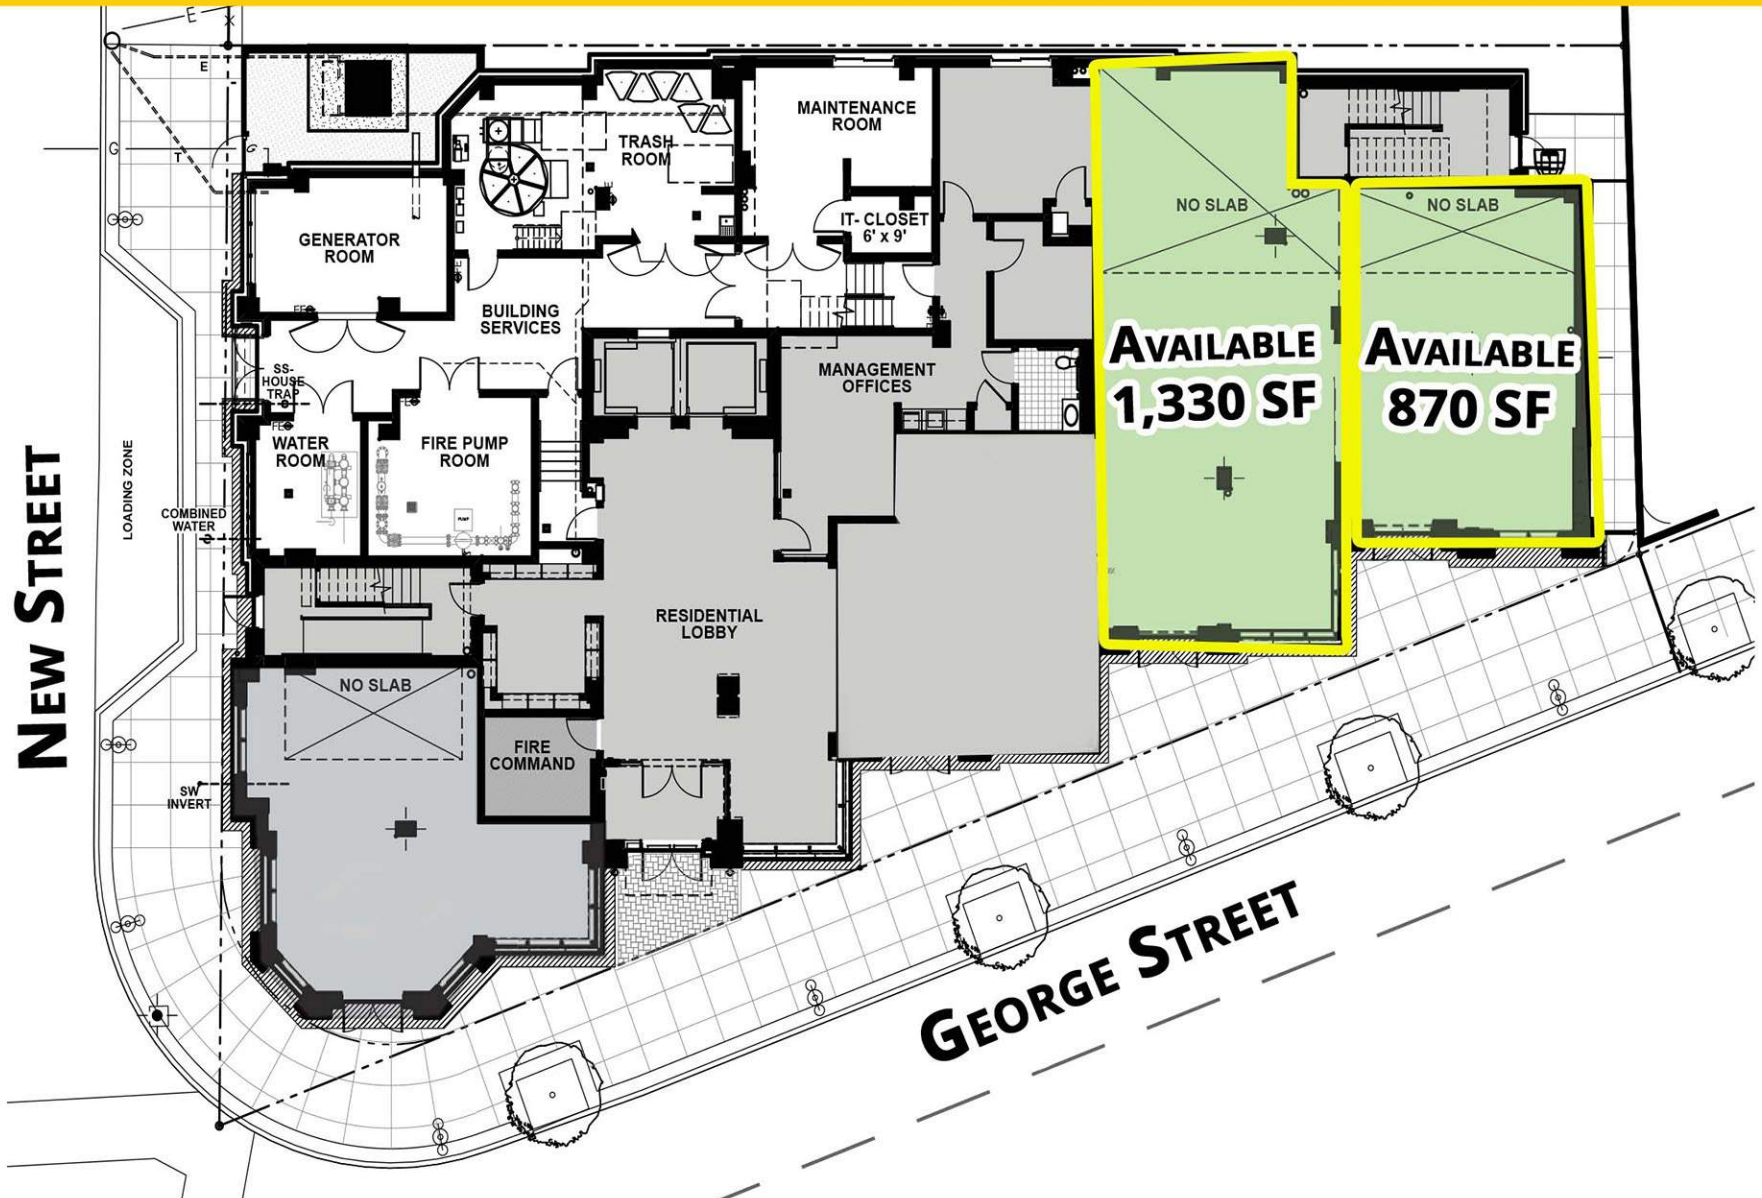 E
E
G
T
G
MAINTENANCE
ROOM
TRASH
ROOM
NO SLAB
NO SLAB
IT- CLOSET
6' x 9'
GENERATOR
ROOM
BUILDING
SERVICES
AVAILABLE
1,330 SF
AVAILABLE
870 SF
MANAGEMENT
OFFICES
SS-
HOUSE
TRAP
WATER
ROOM
FIRE PUMP
ROOM
PUMP
LOADING ZONE
COMBINED
WATER
NEW STREET
RESIDENTIAL
LOBBY
NO SLAB
FIRE
COMMAND
SW
INVERT
GEORGE STREET